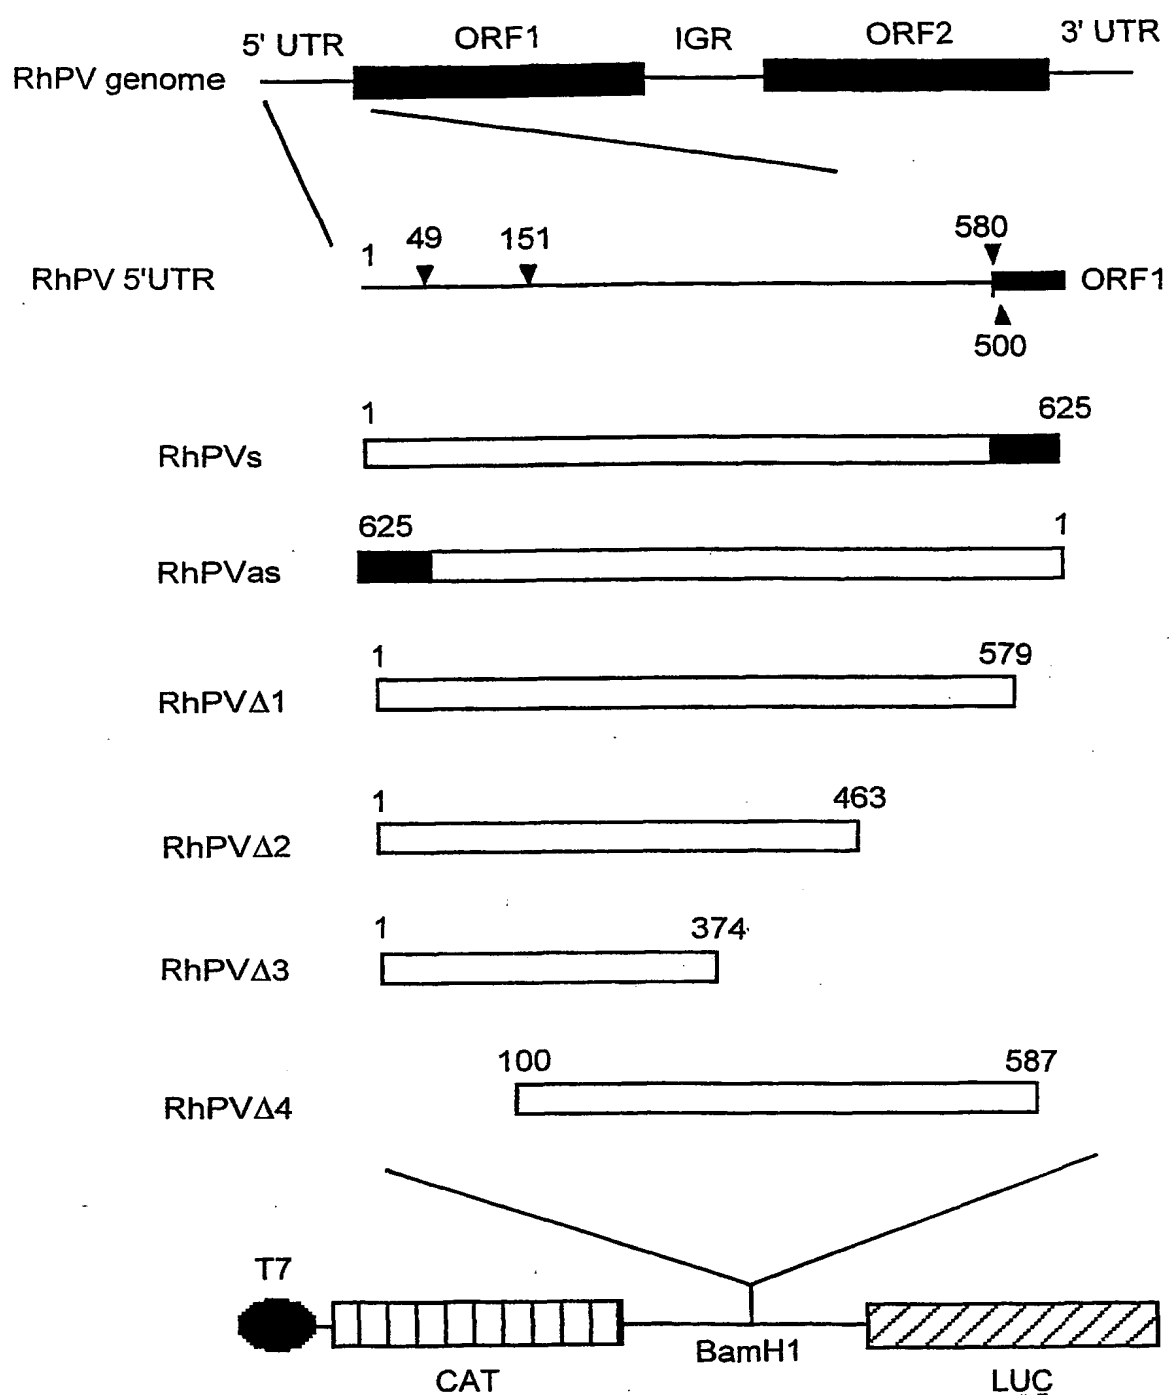 5' UTR ORF1 IGR ORF2 3' UTR
RhPV genome
1 49 151 580
RhPV 5'UTR ORF1
500
1 625
RhPVs
625 1
RhPVas
1 579
RhPVΔ1
1 463
RhPVΔ2
1 374
RhPVΔ3
100 587
RhPVΔ4
T7
BamH1
CAT LUC